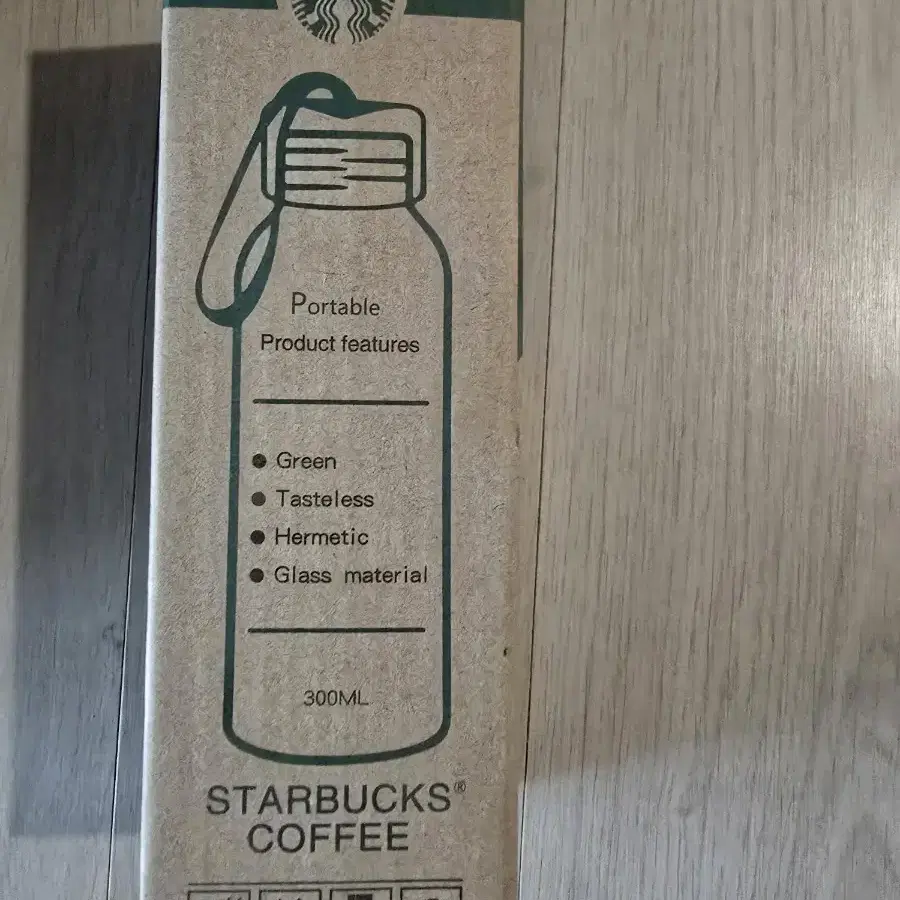 Portable
Product features
● Green
● Tasteless
● Hermetic
● Glass material
300ML
STARBUCKS®
COFFEE